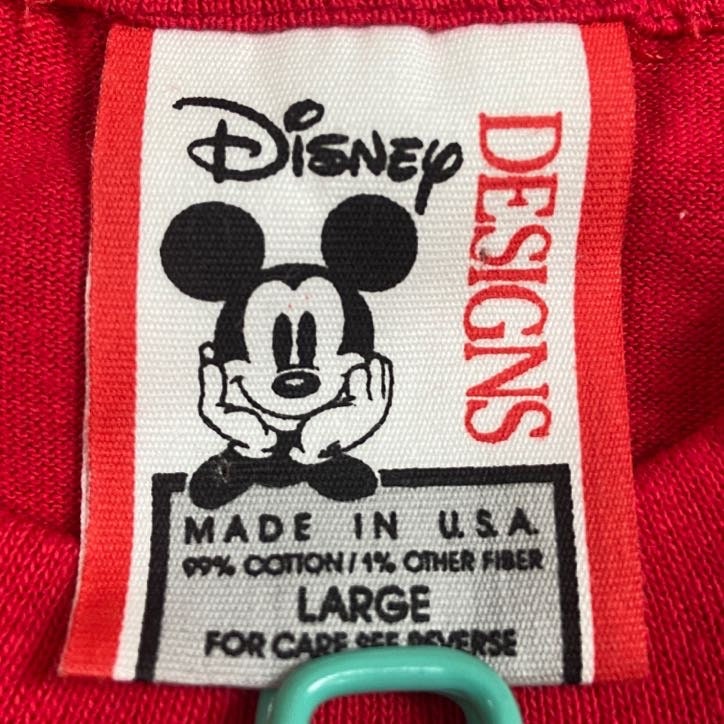 Disney
DESIGNS
MADE IN U.S.A.
99% COTTON/1% OTHER FIBER
LARGE
FOR CARE SEE REVERSE